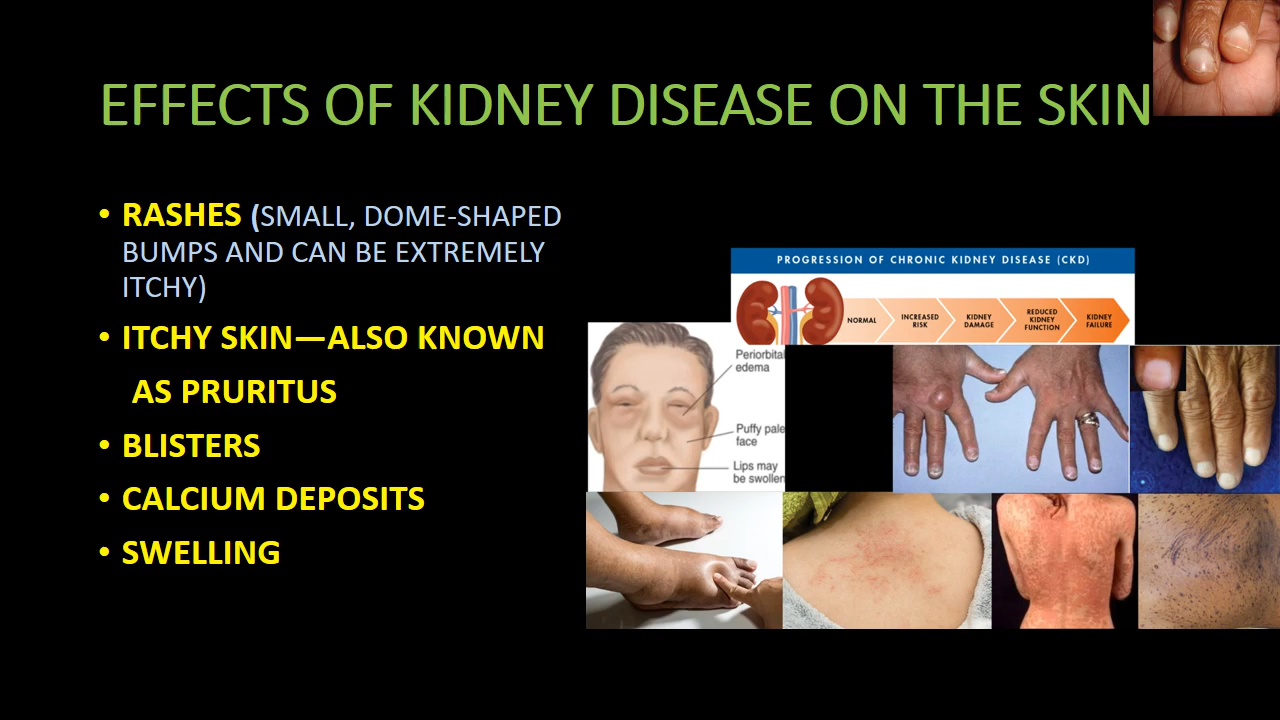 EFFECTS OF KIDNEY DISEASE ON THE SKIN
• RASHES (SMALL, DOME-SHAPED
BUMPS AND CAN BE EXTREMELY
ITCHY)
• ITCHY SKIN—ALSO KNOWN
AS PRURITUS
• BLISTERS
• CALCIUM DEPOSITS
• SWELLING
PROGRESSION OF CHRONIC KIDNEY DISEASE (CKD)
NORMAL
INCREASED
RISK
KIDNEY
DAMAGE
REDUCED
KIDNEY
FUNCTION
KIDNEY
FAILURE
Periorbital
edema
Puffy pale
face
Lips may
be swollen